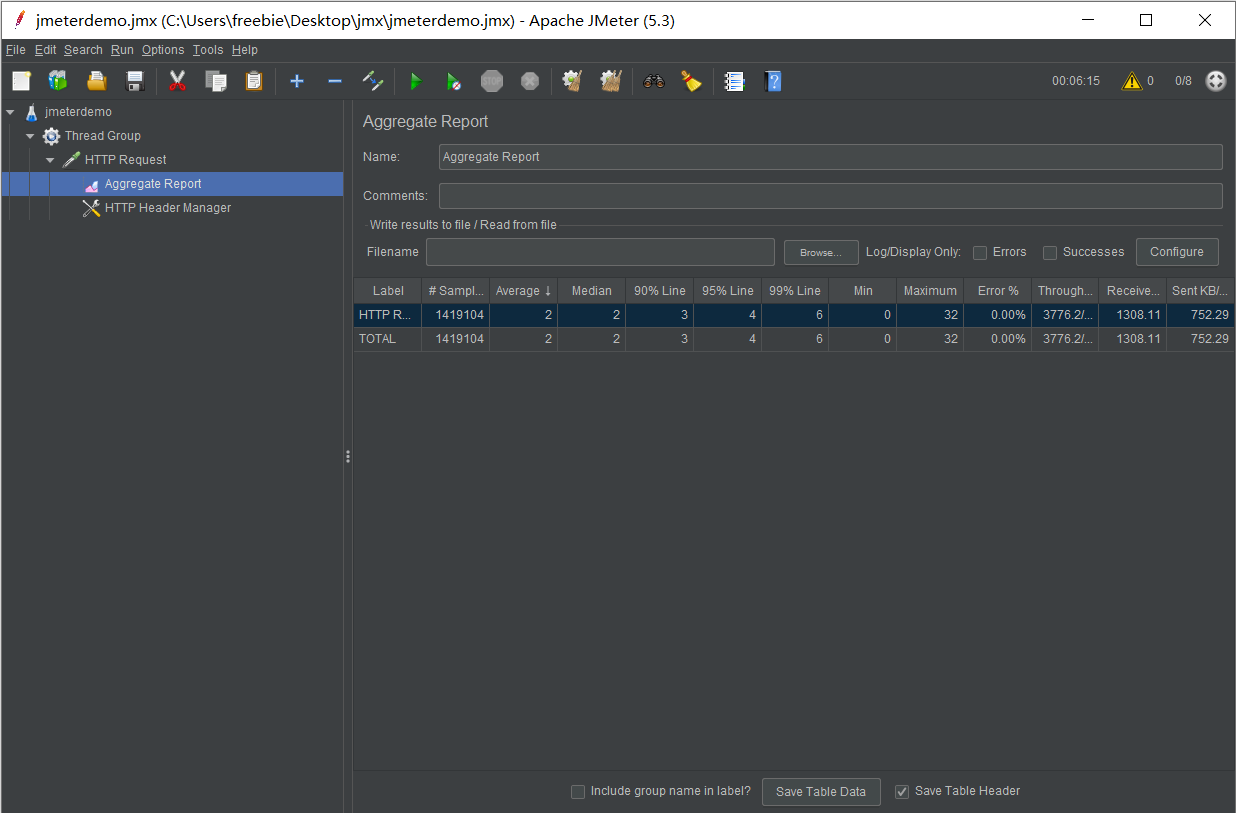 jmeterdemo.jmx (C:\Users\freebie\Desktop\jmx\jmeterdemo.jmx) - Apache JMeter (5.3)
File Edit Search Run Options Tools Help
STOP 00:06:15 0 0/8
jmeterdemo
Thread Group
HTTP Request
Aggregate Report
HTTP Header Manager
Aggregate Report
Name: Aggregate Report
Comments:
Write results to file / Read from file
Filename Browse... Log/Display Only: Errors Successes Configure
Label # Sampl... Average ↓ Median 90% Line 95% Line 99% Line Min Maximum Error % Through... Receive... Sent KB/...
HTTP R... 1419104 2 2 3 4 6 0 32 0.00% 3776.2/... 1308.11 752.29
TOTAL 1419104 2 2 3 4 6 0 32 0.00% 3776.2/... 1308.11 752.29
Include group name in label? Save Table Data Save Table Header